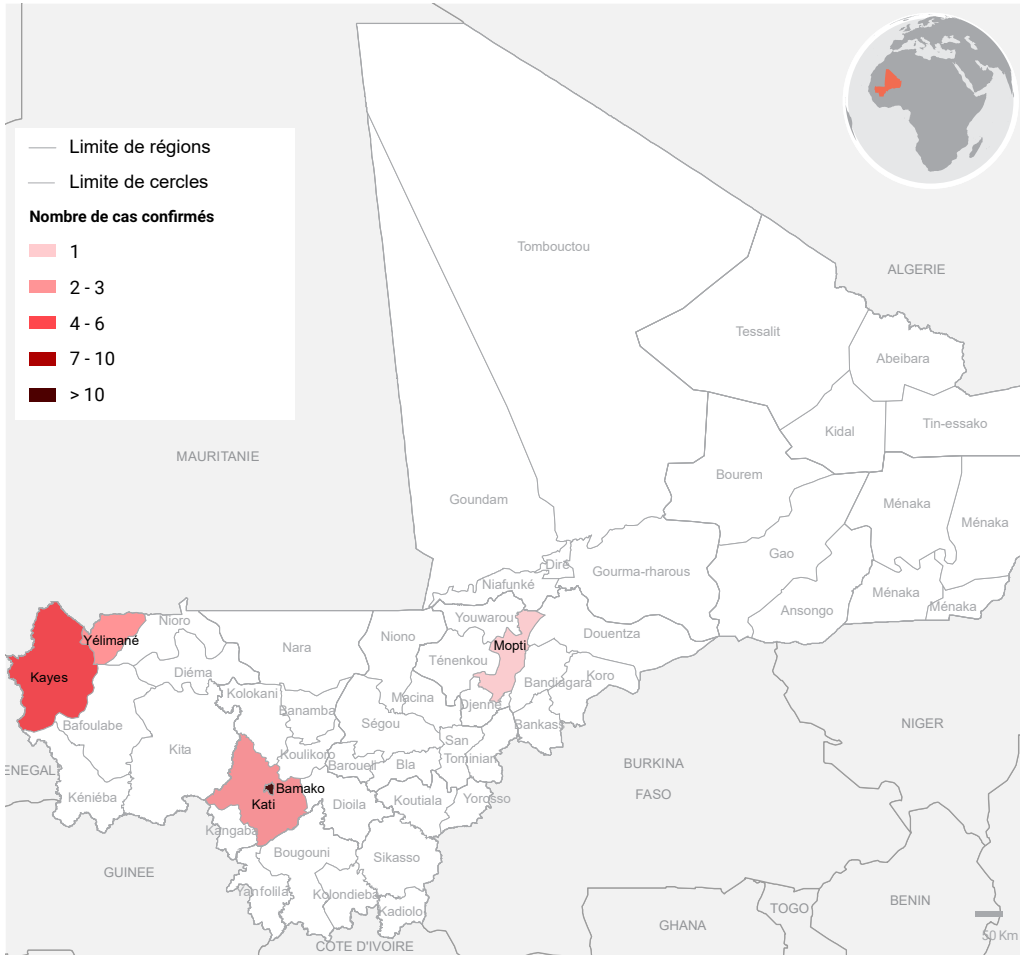 Limite de régions
Limite de cercles
Nombre de cas confirmés
1
2 - 3
4 - 6
7 - 10
> 10
Tombouctou
ALGERIE
Tessalit
Abeibara
Tin-essako
Kidal
MAURITANIE
Bourem
Goundam
Ménaka
Ménaka
Gao
Diré
Gourma-rharous
Niafunké
Ménaka
Ménaka
Ansongo
Youwarou
Nioro
Niono
Douentza
Yélimané
Nara
Mopti
Ténenkou
Kayes
Diéma
Koro
Bandiagara
Kolokani
Macina
Djenné
Banamba
Ségou
Bankass
Bafoulabe
NIGER
San
Kita
Koulikoro
Tominian
Baroueli
Bla
BURKINA
ENEGAL
Bamako
FASO
Kéniéba
Kati
Dioila
Koutiala
Yorosso
Kangaba
Bougouni
Sikasso
GUINEE
Yanfolila
Kolondieba
BENIN
Kadiolo
TOGO
GHANA
50 Km
COTE D'IVOIRE